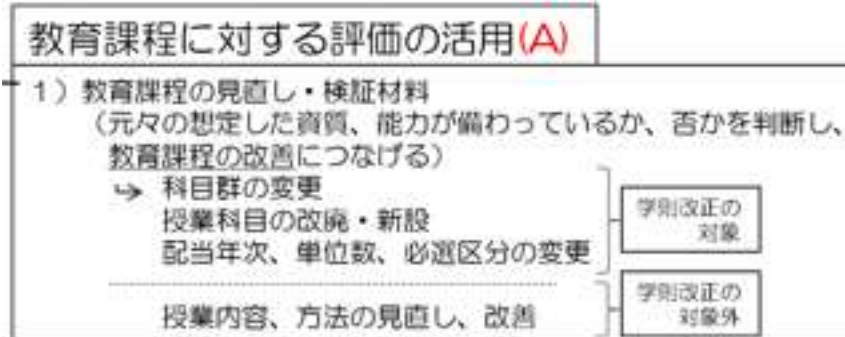 教育課程に対する評価の活用(A)
1）教育課程の見直し・検証材料
（元々の想定した資質、能力が備わっているか、否かを判断し、
教育課程の改善につなげる）
↪ 科目群の変更
授業科目の改廃・新設
配当年次、単位数、必選区分の変更
学則改正の
対象
授業内容、方法の見直し、改善
学則改正の
対象外